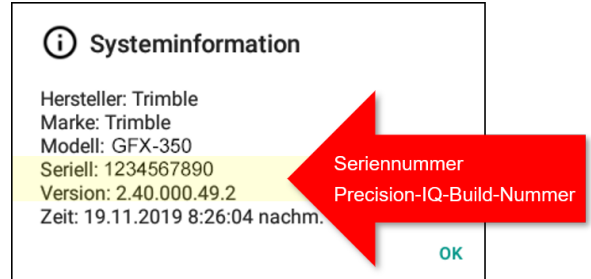 Systeminformation
Hersteller: Trimble
Marke: Trimble
Modell: GFX-350
Seriell: 1234567890
Version: 2.40.000.49.2
Zeit: 19.11.2019 8:26:04 nachm.
Seriennummer
Precision-IQ-Build-Nummer
OK